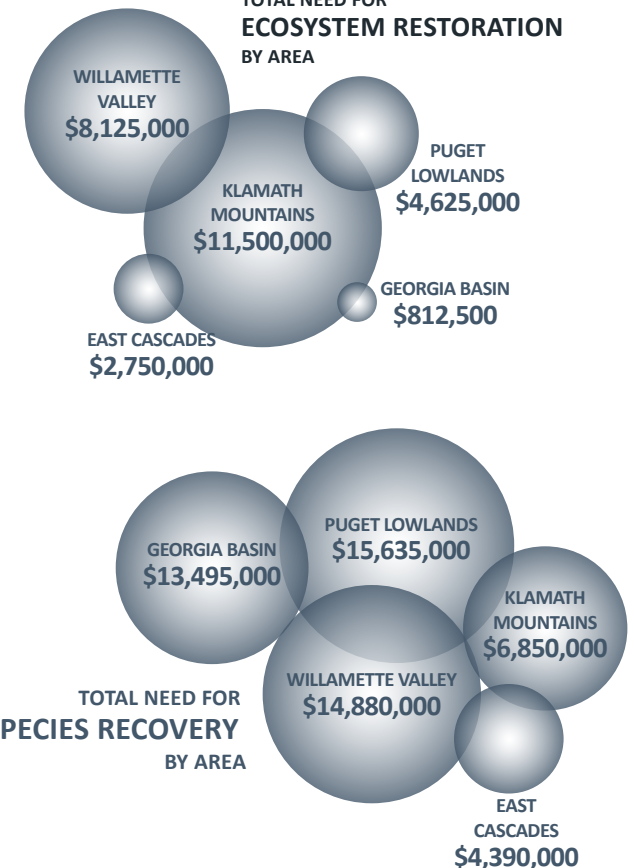 TOTAL NEED FOR
ECOSYSTEM RESTORATION
BY AREA
WILLAMETTE
VALLEY
$8,125,000
PUGET
LOWLANDS
$4,625,000
KLAMATH
MOUNTAINS
$11,500,000
GEORGIA BASIN
$812,500
EAST CASCADES
$2,750,000
PUGET LOWLANDS
$15,635,000
GEORGIA BASIN
$13,495,000
KLAMATH
MOUNTAINS
$6,850,000
WILLAMETTE VALLEY
$14,880,000
TOTAL NEED FOR
PECIES RECOVERY
BY AREA
EAST
CASCADES
$4,390,000